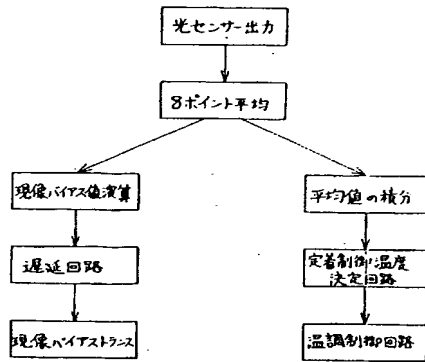 光センサー出力
8ポイント平均
現像バイアス値演算
平均値の積分
遅延回路
定着制御温度
決定回路
現像バイアストランス
温調制御回路